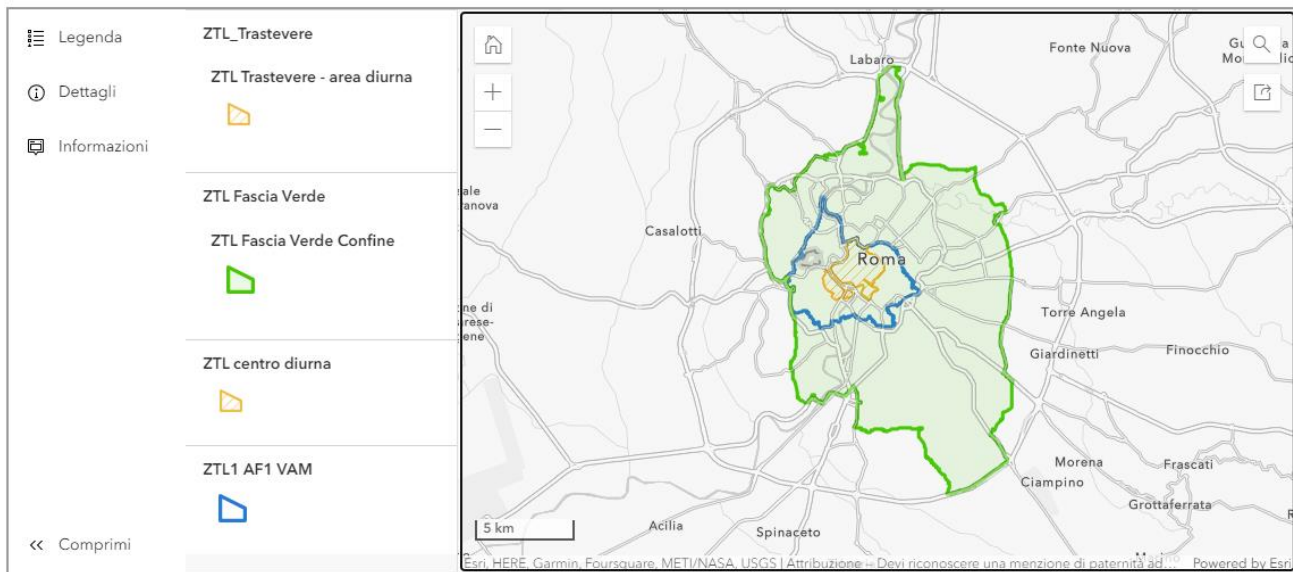 Legenda
Dettagli
Informazioni
Comprimi
ZTL_Trastevere
ZTL Trastevere - area diurna
ZTL Fascia Verde
ZTL Fascia Verde Confine
ZTL centro diurna
ZTL1 AF1 VAM
Labaro
Fonte Nuova
Casalotti
Roma
Torre Angela
Giardinetti
Finocchio
Morena
Ciampino
Frascati
Grottaferrata
Acilia
Spinaceto
5 km
Esri, HERE, Garmin, Foursquare, METI/NASA, USGS | Attribuzione – Devi riconoscere una menzione di paternità ad...
Powered by Esri